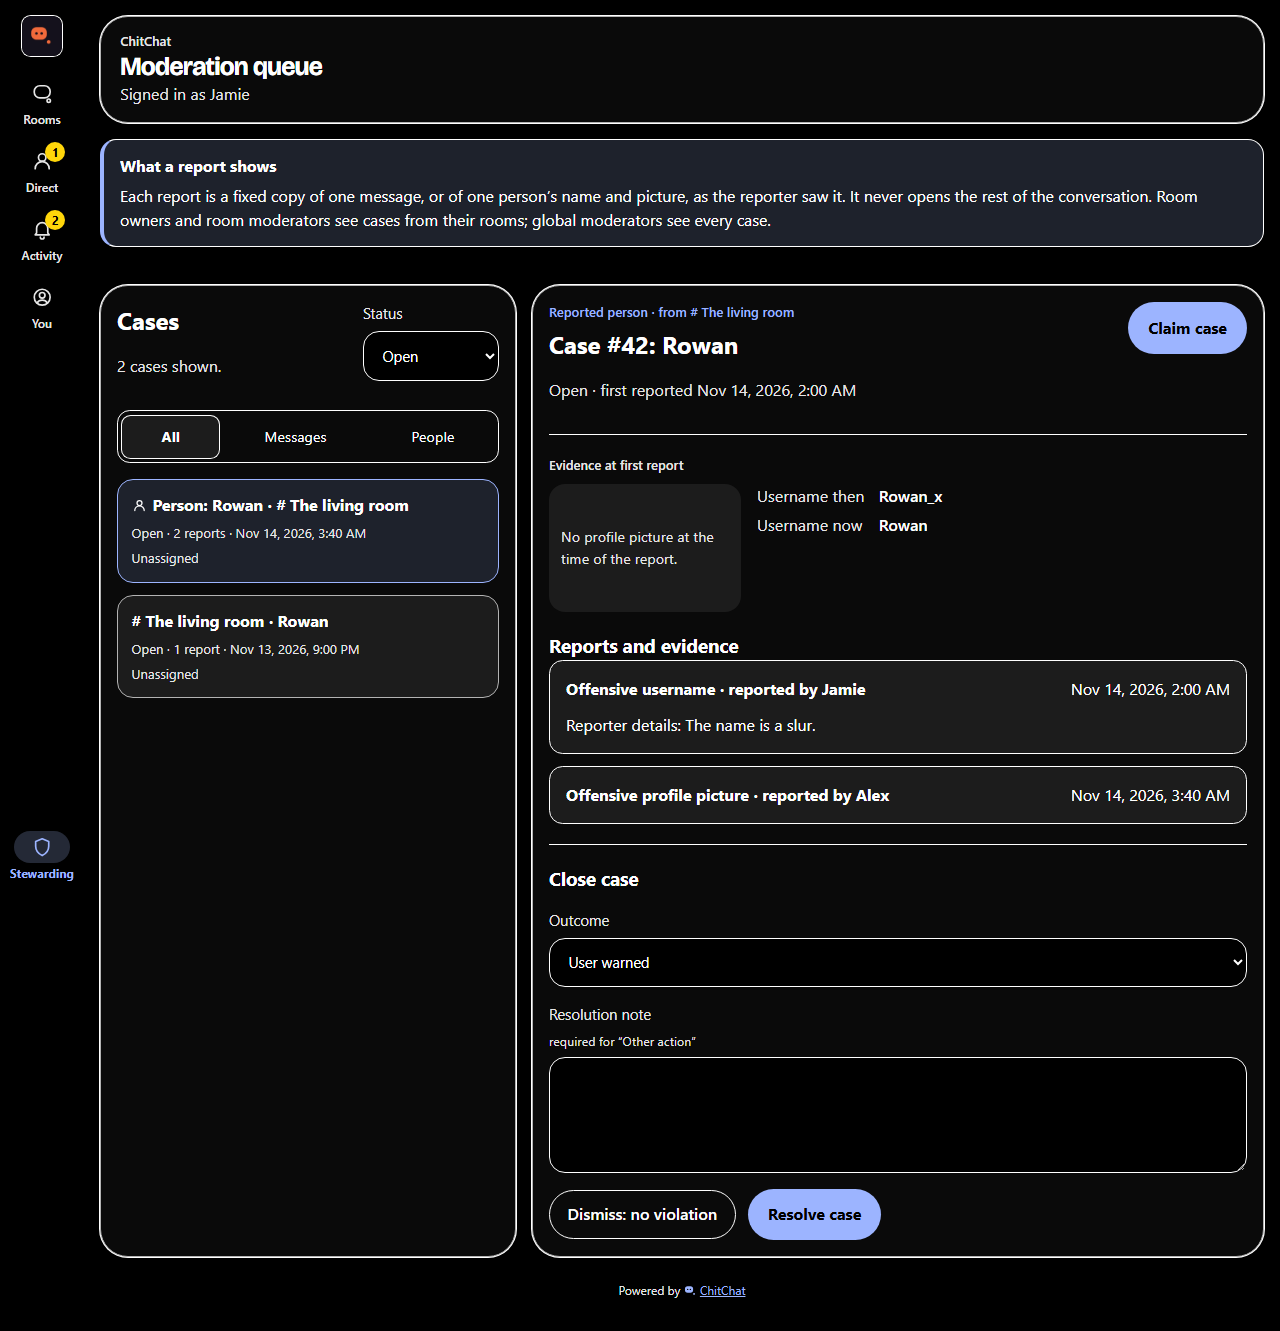 ChitChat
Moderation queue
Signed in as Jamie
Rooms
1
Direct
2
Activity
You
Stewarding
What a report shows
Each report is a fixed copy of one message, or of one person’s name and picture, as the reporter saw it. It never opens the rest of the conversation. Room
owners and room moderators see cases from their rooms; global moderators see every case.
Cases
2 cases shown.
Status
Open
All
Messages
People
Person: Rowan · # The living room
Open · 2 reports · Nov 14, 2026, 3:40 AM
Unassigned
# The living room · Rowan
Open · 1 report · Nov 13, 2026, 9:00 PM
Unassigned
Reported person · from # The living room
Case #42: Rowan
Open · first reported Nov 14, 2026, 2:00 AM
Claim case
Evidence at first report
No profile picture at the
time of the report.
Username then Rowan_x
Username now Rowan
Reports and evidence
Offensive username · reported by Jamie Nov 14, 2026, 2:00 AM
Reporter details: The name is a slur.
Offensive profile picture · reported by Alex Nov 14, 2026, 3:40 AM
Close case
Outcome
User warned
Resolution note
required for “Other action”
Dismiss: no violation
Resolve case
Powered by ChitChat